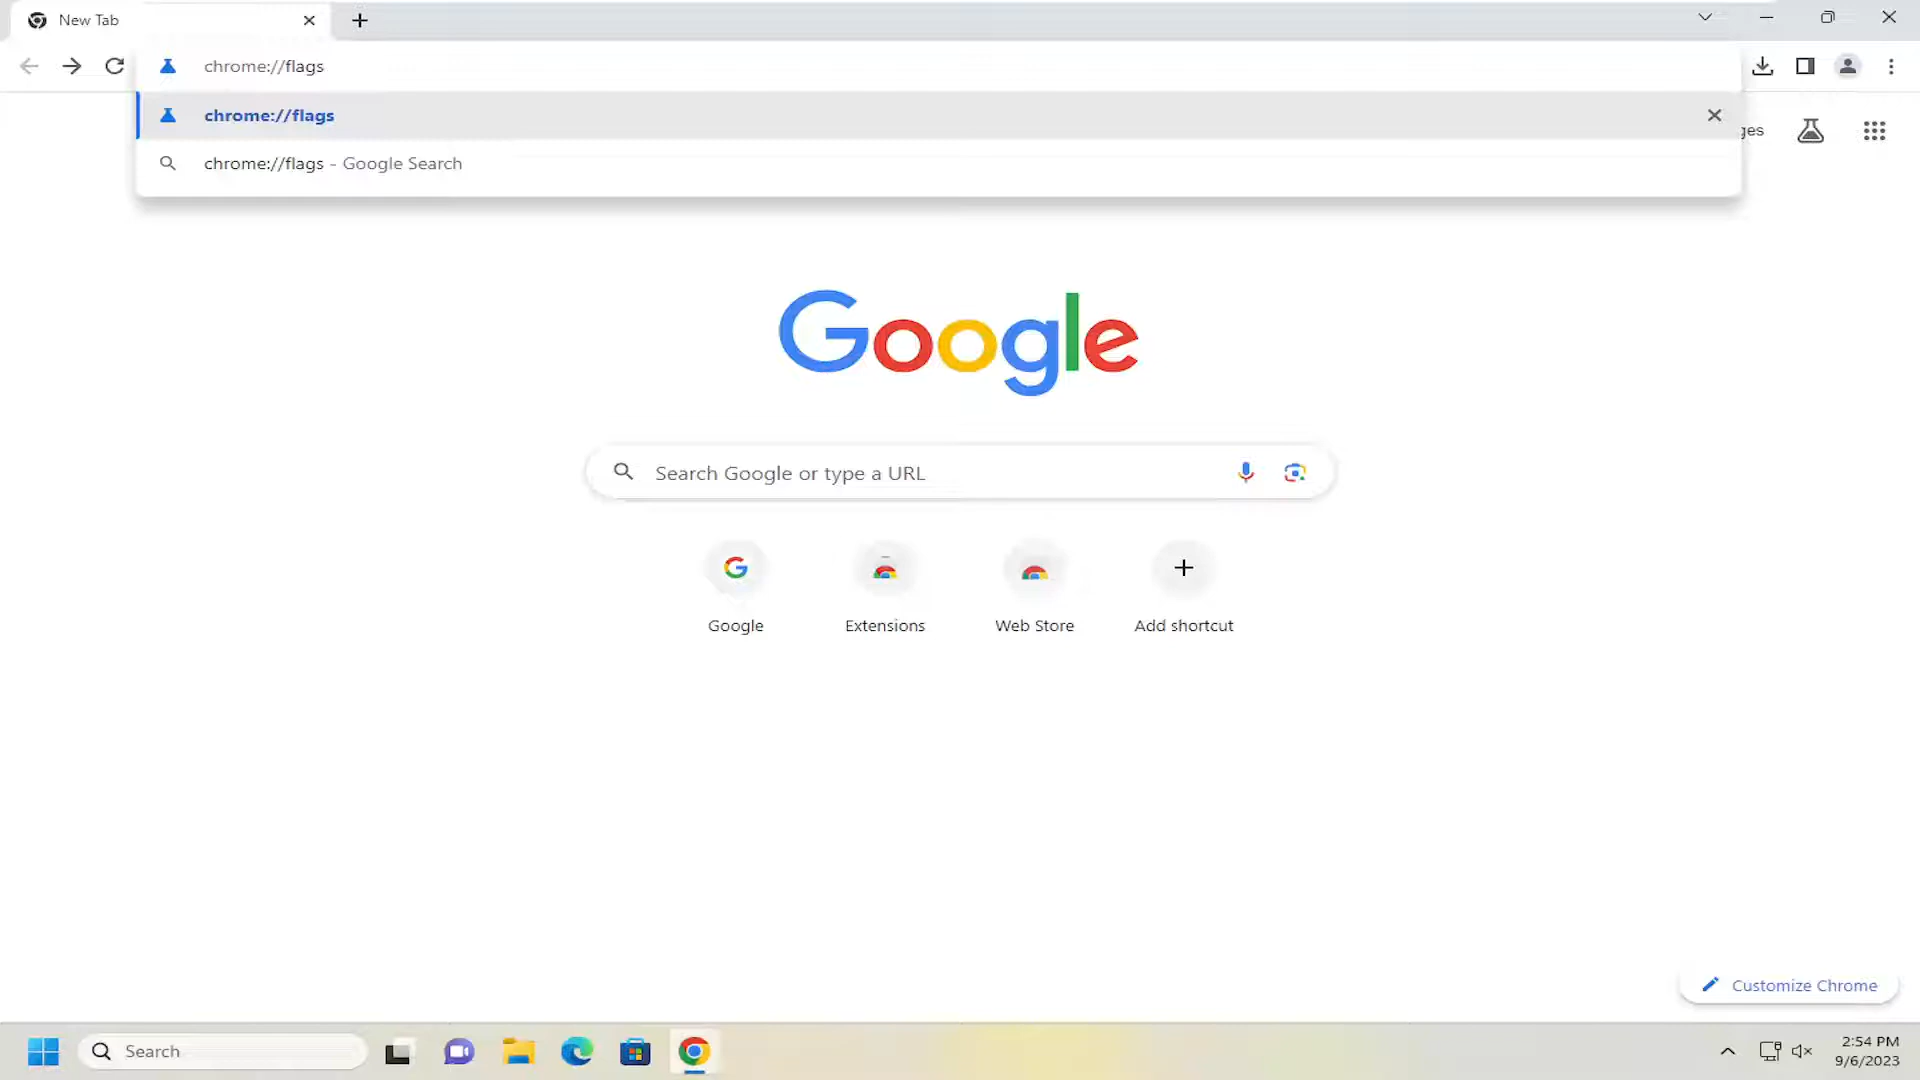 New Tab
chrome://flags
chrome://flags
chrome://flags - Google Search
ges
Google
Search Google or type a URL
Google
Extensions
Web Store
Add shortcut
Customize Chrome
Search
2:54 PM
9/6/2023